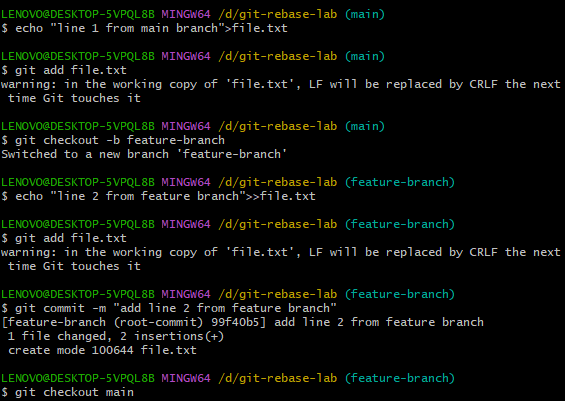 LENOVO@DESKTOP-5VPQL8B MINGW64 /d/git-rebase-lab (main)
$ echo "line 1 from main branch">file.txt
LENOVO@DESKTOP-5VPQL8B MINGW64 /d/git-rebase-lab (main)
$ git add file.txt
warning: in the working copy of 'file.txt', LF will be replaced by CRLF the next
 time Git touches it
LENOVO@DESKTOP-5VPQL8B MINGW64 /d/git-rebase-lab (main)
$ git checkout -b feature-branch
Switched to a new branch 'feature-branch'
LENOVO@DESKTOP-5VPQL8B MINGW64 /d/git-rebase-lab (feature-branch)
$ echo "line 2 from feature branch">>file.txt
LENOVO@DESKTOP-5VPQL8B MINGW64 /d/git-rebase-lab (feature-branch)
$ git add file.txt
warning: in the working copy of 'file.txt', LF will be replaced by CRLF the next
 time Git touches it
LENOVO@DESKTOP-5VPQL8B MINGW64 /d/git-rebase-lab (feature-branch)
$ git commit -m "add line 2 from feature branch"
[feature-branch (root-commit) 99f40b5] add line 2 from feature branch
 1 file changed, 2 insertions(+)
 create mode 100644 file.txt
LENOVO@DESKTOP-5VPQL8B MINGW64 /d/git-rebase-lab (feature-branch)
$ git checkout main